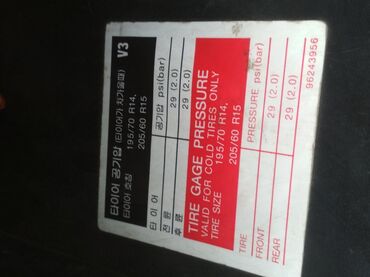 타이어 공기압 (타이어가 차가울때) V3
타이어 호칭 195/70 R14,
205/60 R15
타 이 어 공기압 psi(bar)
전 륜 29 (2.0)
후 륜 29 (2.0)
TIRE GAGE PRESSURE
VALID FOR COLD TIRES ONLY
TIRE SIZE 195/70 R14,
205/60 R15
TIRE PRESSURE psi(bar)
FRONT 29 (2.0)
REAR 29 (2.0)
96243956